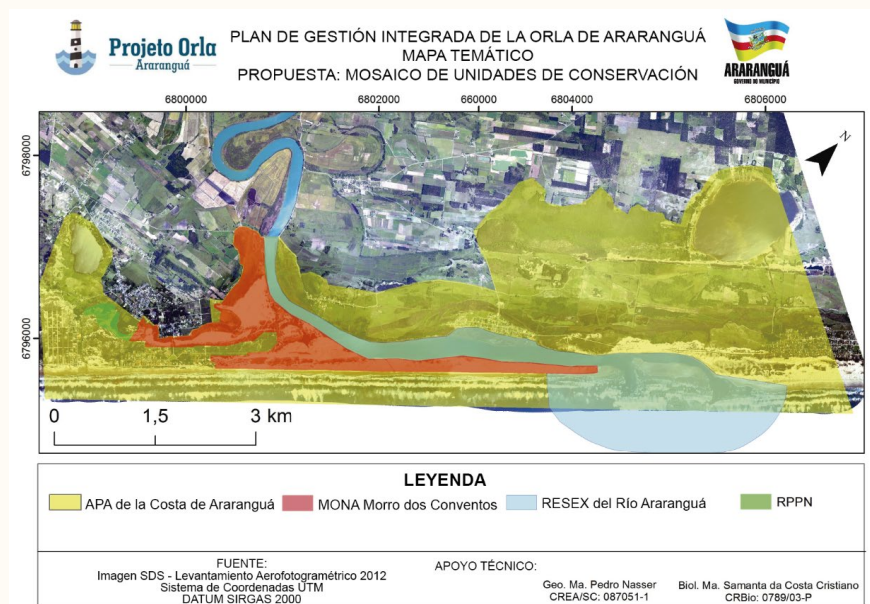 Projeto Orla
Araranguá
PLAN DE GESTIÓN INTEGRADA DE LA ORLA DE ARARANGUÁ
MAPA TEMÁTICO
PROPUESTA: MOSAICO DE UNIDADES DE CONSERVACIÓN
ARARANGUÁ
GOVERNO DO MUNICÍPIO
6800000 6802000 660000 6804000 6806000
6798000
N
6796000
0 1,5 3 km
LEYENDA
APA de la Costa de Araranguá MONA Morro dos Conventos RESEX del Río Araranguá RPPN
FUENTE:
Imagen SDS - Levantamiento Aerofotogramétrico 2012
Sistema de Coordenadas UTM
DATUM SIRGAS 2000
APOYO TÉCNICO:
Geo. Ma. Pedro Nasser
CREA/SC: 087051-1
Biol. Ma. Samanta da Costa Cristiano
CRBio: 0789/03-P